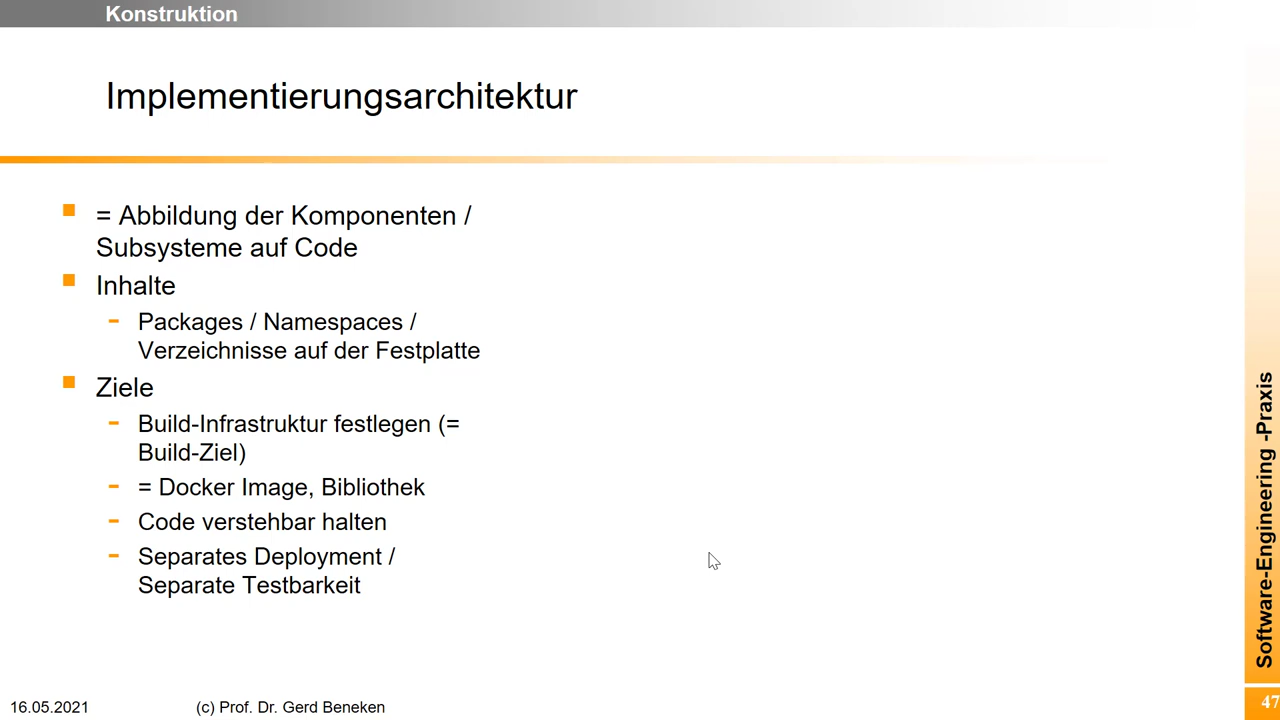 Konstruktion
Implementierungsarchitektur
= Abbildung der Komponenten /
Subsysteme auf Code
Inhalte
- Packages / Namespaces /
Verzeichnisse auf der Festplatte
Ziele
- Build-Infrastruktur festlegen (=
Build-Ziel)
- = Docker Image, Bibliothek
- Code verstehbar halten
- Separates Deployment /
Separate Testbarkeit
Software-Engineering -Praxis
16.05.2021
(c) Prof. Dr. Gerd Beneken
47